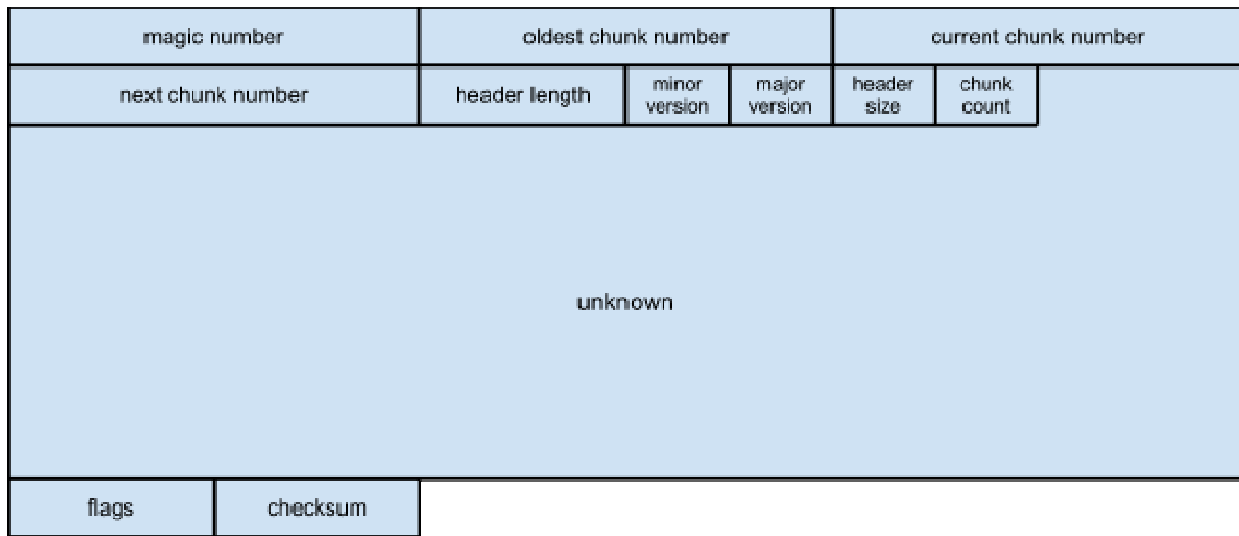 magic number
oldest chunk number
current chunk number
next chunk number
header length
minor
version
major
version
header
size
chunk
count
unknown
flags
checksum